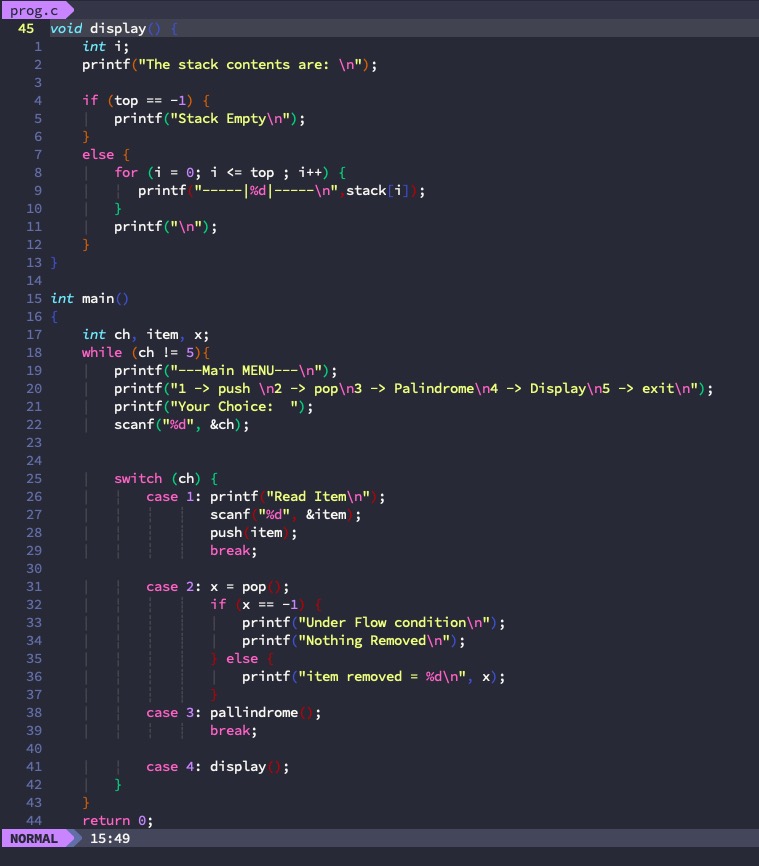 prog.c
45 void display() {
1 int i;
2 printf("The stack contents are: \n");
3
4 if (top == -1) {
5 printf("Stack Empty\n");
6 }
7 else {
8 for (i = 0; i <= top ; i++) {
9 printf("-----|%d|-----\n",stack[i]);
10 }
11 printf("\n");
12 }
13 }
14
15 int main()
16 {
17 int ch, item, x;
18 while (ch != 5){
19 printf("---Main MENU---\n");
20 printf("1 -> push \n2 -> pop\n3 -> Palindrome\n4 -> Display\n5 -> exit\n");
21 printf("Your Choice:  ");
22 scanf("%d", &ch);
23
24
25 switch (ch) {
26 case 1: printf("Read Item\n");
27 scanf("%d", &item);
28 push(item);
29 break;
30
31 case 2: x = pop();
32 if (x == -1) {
33 printf("Under Flow condition\n");
34 printf("Nothing Removed\n");
35 } else {
36 printf("item removed = %d\n", x);
37 }
38 case 3: pallindrome();
39 break;
40
41 case 4: display();
42 }
43 }
44 return 0;
NORMAL 15:49